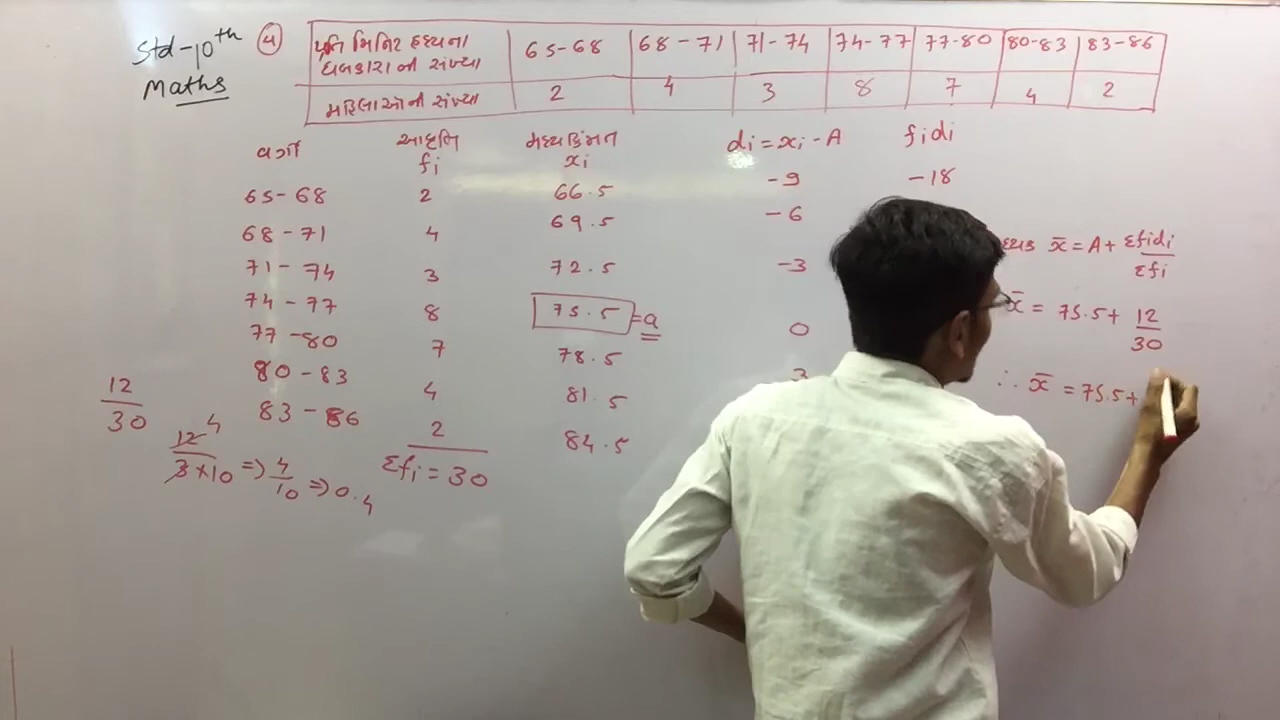 Std-10th
Maths
૫
પ્રતિ મિનિટ હૃદયના ધબકારાની સંખ્યા 65-68 68-71 71-74 74-77 77-80 80-83 83-86
મહિલાઓની સંખ્યા 2 4 3 8 7 4 2
વર્ગ આવૃત્તિ fi મધ્યકિંમત xi di = xi - A fidi
65-68 2 66.5 -9 -18
68-71 4 69.5 -6
71-74 3 72.5 -3
74-77 8 75.5 = a 0
77-80 7 78.5
80-83 4 81.5 3
83-86 2 84.5
Σfi = 30
x̄ = A + Σfidi/Σfi
x̄ = 75.5 + 12/30
∴ x̄ = 75.5 +
12/30
12 4/3×10 => 4/10 => 0.4